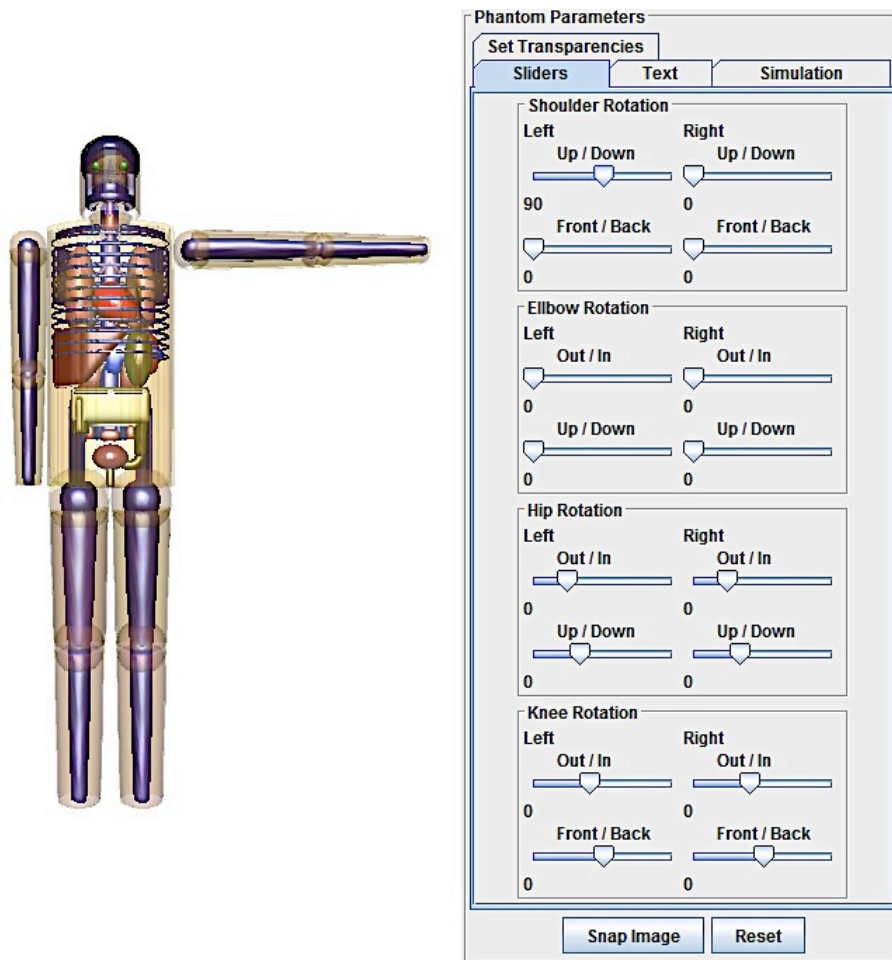 Phantom Parameters
Set Transparencies
Sliders Text Simulation
Shoulder Rotation
Left Right
Up / Down Up / Down
90 0
Front / Back Front / Back
0 0
Ellbow Rotation
Left Right
Out / In Out / In
0 0
Up / Down Up / Down
0 0
Hip Rotation
Left Right
Out / In Out / In
0 0
Up / Down Up / Down
0 0
Knee Rotation
Left Right
Out / In Out / In
0 0
Front / Back Front / Back
0 0
Snap Image Reset